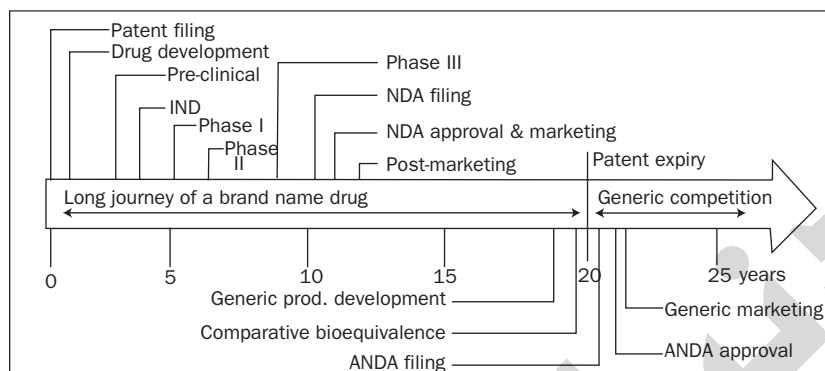 Patent filing
Drug development
Pre-clinical
IND
Phase I
Phase
II
Phase III
NDA filing
NDA approval & marketing
Post-marketing
Patent expiry
Long journey of a brand name drug
Generic competition
0
5
10
15
20
25 years
Generic prod. development
Comparative bioequivalence
ANDA filing
Generic marketing
ANDA approval